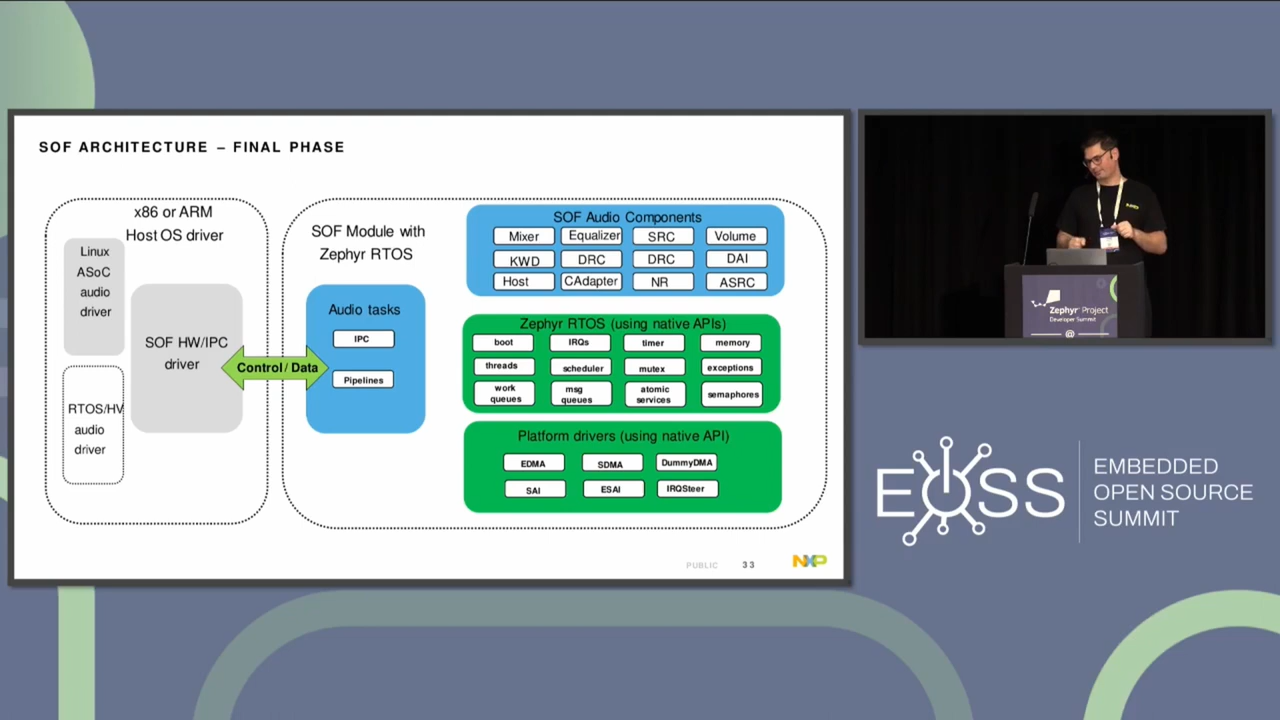 SOF ARCHITECTURE – FINAL PHASE
x86 or ARM
Host OS driver
Linux
ASoC
audio
driver
SOF HW/IPC
driver
RTOS/HV
audio
driver
Control / Data
SOF Module with
Zephyr RTOS
Audio tasks
IPC
Pipelines
SOF Audio Components
Mixer Equalizer SRC Volume
KWD DRC DRC DAI
Host CAdapter NR ASRC
Zephyr RTOS (using native APIs)
boot IRQs timer memory
threads scheduler mutex exceptions
work queues msg queues atomic services semaphores
Platform drivers (using native API)
EDMA SDMA DummyDMA
SAI ESAI IRQSteer
PUBLIC 33 NXP
Zephyr Project
Developer Summit
EOSS
EMBEDDED
OPEN SOURCE
SUMMIT